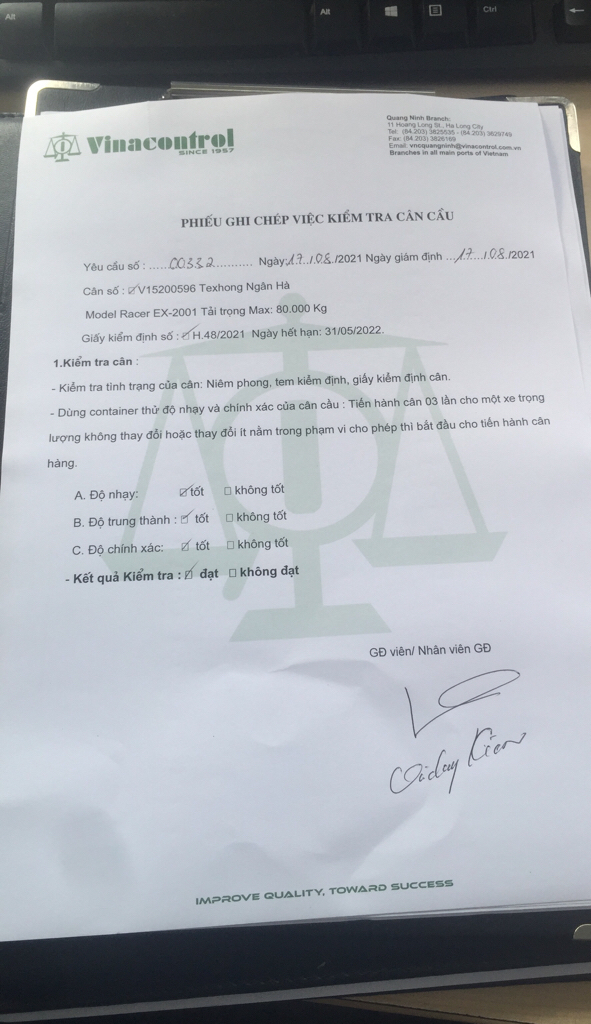 Alt
Alt
Ctrl
Vinacontrol
SINCE 1957
Quang Ninh Branch:
11 Hoang Long St., Ha Long City
Tel: (84.203) 3825535 - (84.203) 3829749
Fax: (84.203) 3826169
Email: vncquangninh@vinacontrol.com.vn
Branches in all main ports of Vietnam
PHIẾU GHI CHÉP VIỆC KIỂM TRA CÂN CẦU
Yêu cầu số : ......00332........... Ngày:17../.08./2021 Ngày giám định ...17.../.08./2021
Cân số : ☑V15200596 Texhong Ngân Hà
Model Racer EX-2001 Tải trọng Max: 80.000 Kg
Giấy kiểm định số : ☑ H.48/2021 Ngày hết hạn: 31/05/2022.
1.Kiểm tra cân :
- Kiểm tra tình trạng của cân: Niêm phong, tem kiểm định, giấy kiểm định cân.
- Dùng container thử độ nhạy và chính xác của cân cầu : Tiến hành cân 03 lần cho một xe trọng
lượng không thay đổi hoặc thay đổi ít nằm trong phạm vi cho phép thì bắt đầu cho tiến hành cân
hàng.
A. Độ nhạy: ☑tốt ☐ không tốt
B. Độ trung thành : ☑ tốt ☐ không tốt
C. Độ chính xác: ☑ tốt ☐ không tốt
- Kết quả Kiểm tra : ☑ đạt ☐ không đạt
GĐ viên/ Nhân viên GĐ
IMPROVE QUALITY, TOWARD SUCCESS